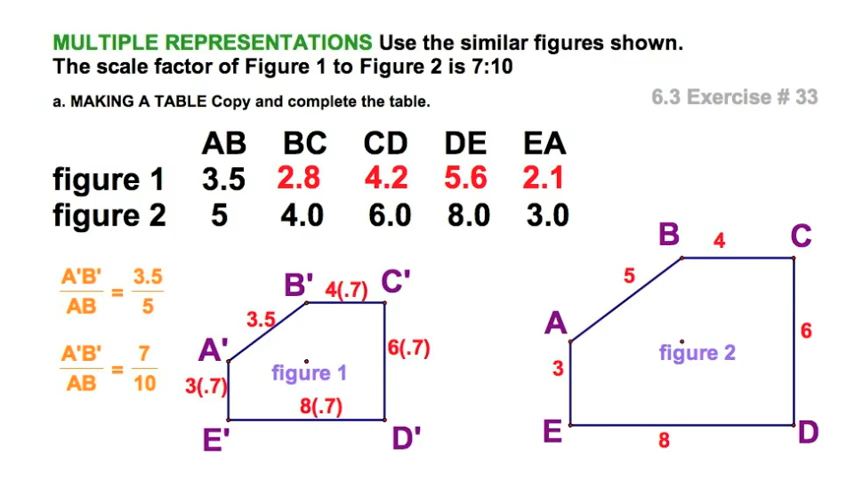 MULTIPLE REPRESENTATIONS Use the similar figures shown.
The scale factor of Figure 1 to Figure 2 is 7:10
a. MAKING A TABLE Copy and complete the table.
6.3 Exercise # 33
AB BC CD DE EA
figure 1 3.5 2.8 4.2 5.6 2.1
figure 2 5 4.0 6.0 8.0 3.0
A'B' / AB = 3.5 / 5
A'B' / AB = 7 / 10
B' 4(.7) C'
3.5
A'
6(.7)
figure 1
3(.7)
8(.7)
E' D'
B 4 C
5
A
6
figure 2
3
E 8 D